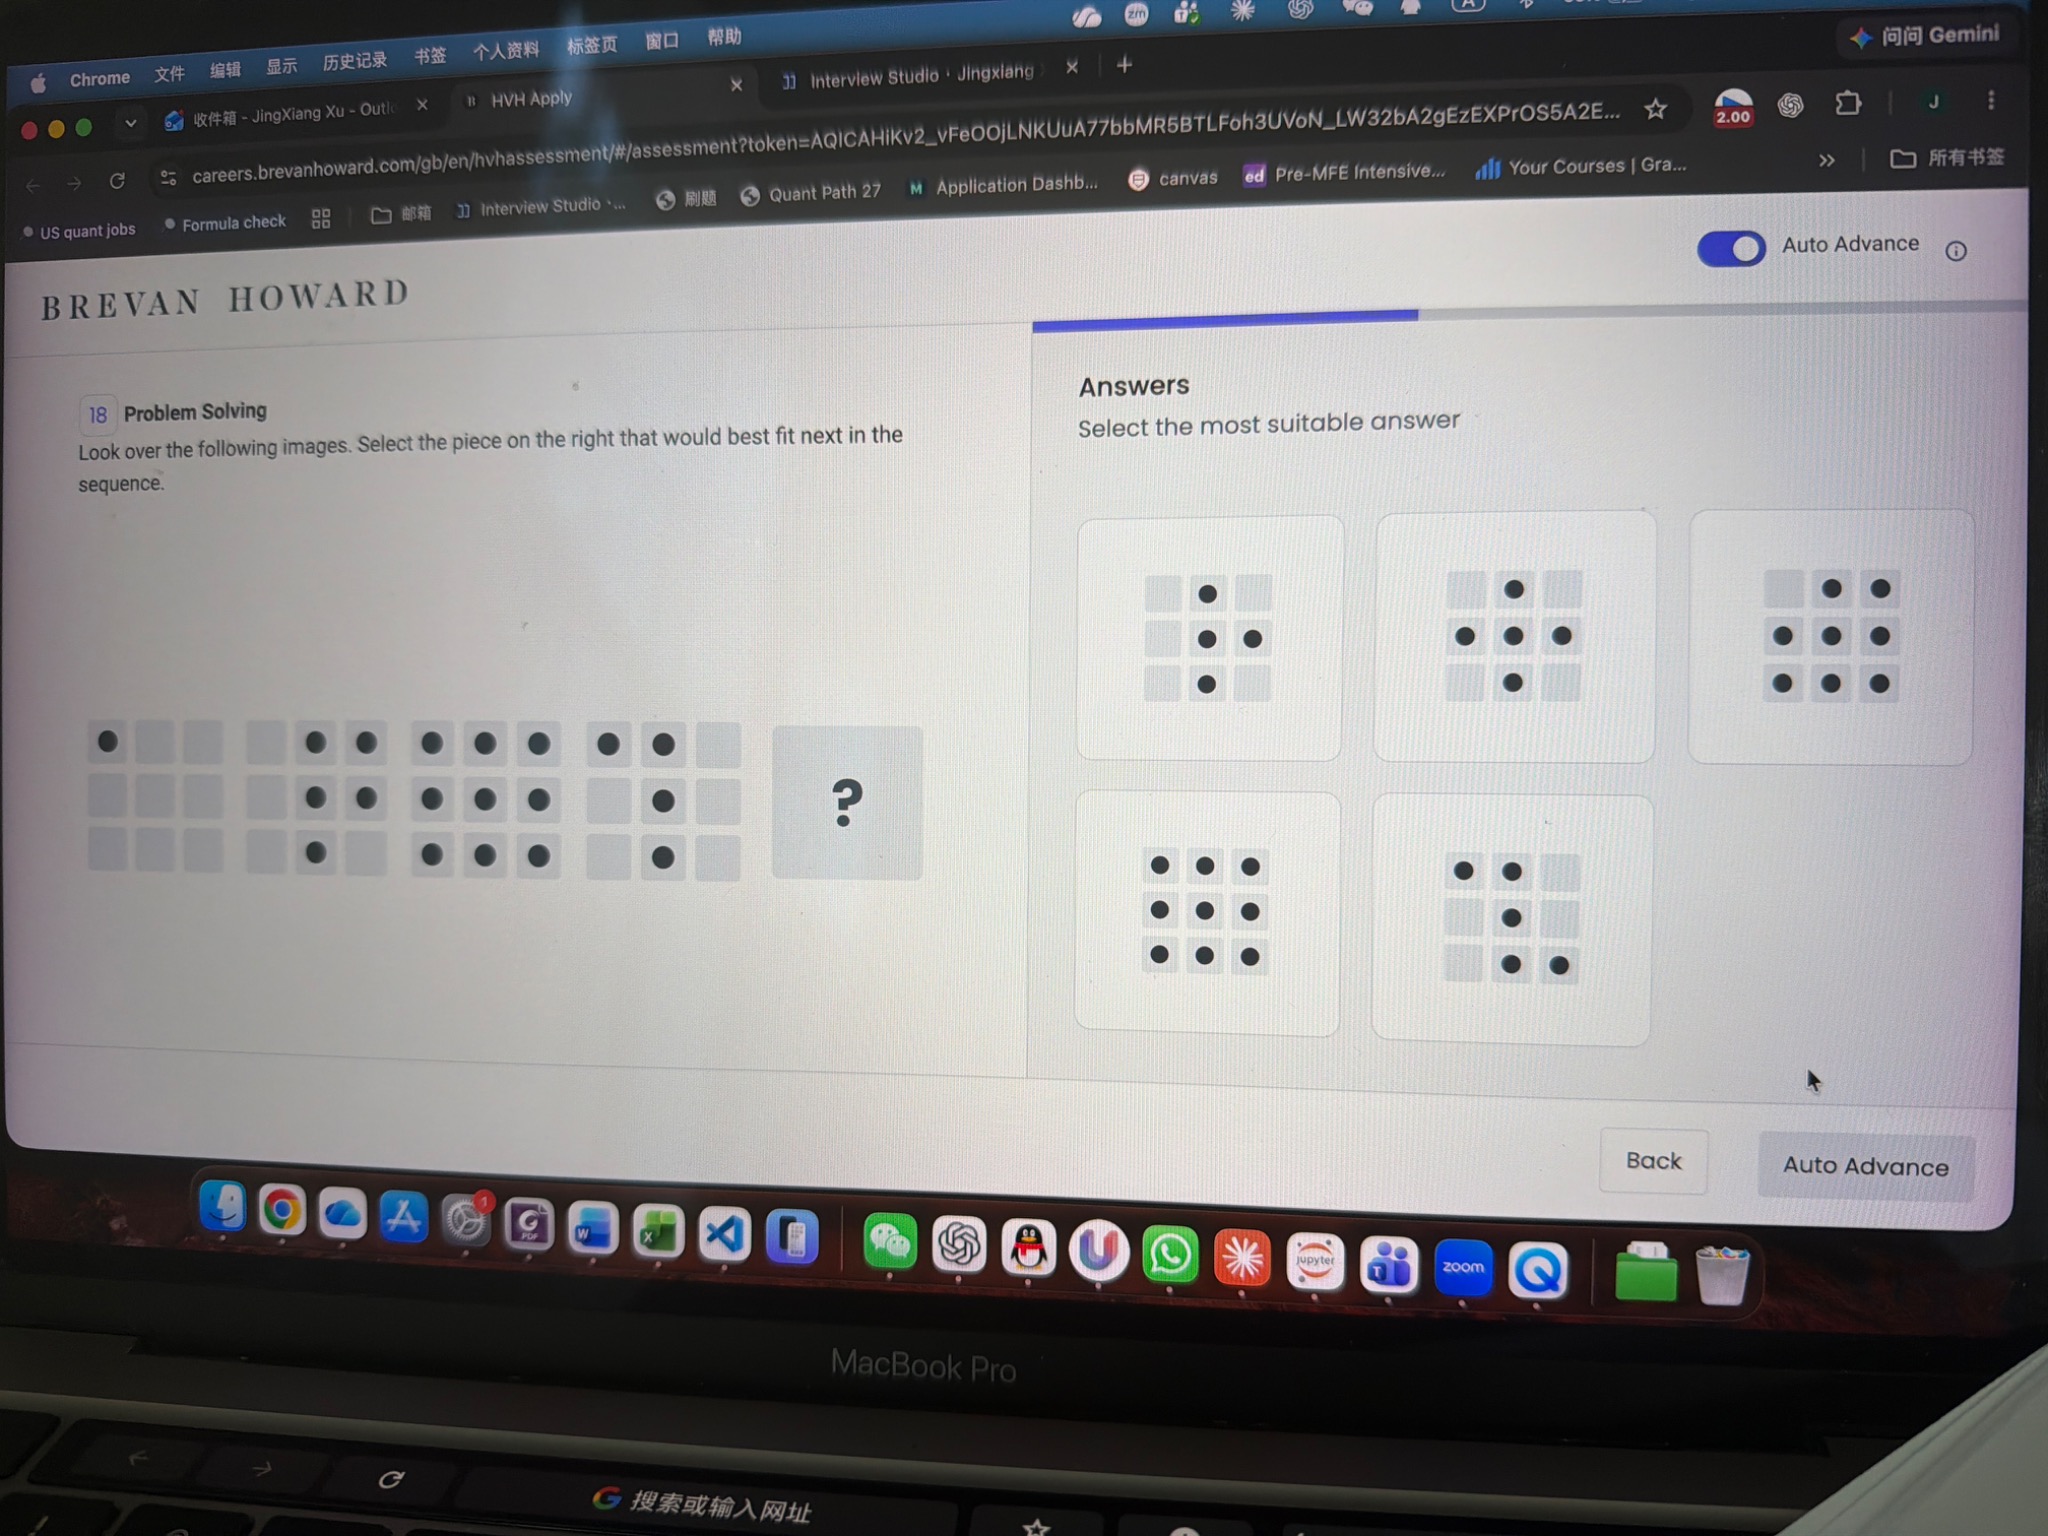 Chrome 文件 编辑 显示 历史记录 书签 个人资料 标签页 窗口 帮助
zm
A
收件箱 - JingXiang Xu - Outlo
HVH Apply
Interview Studio · Jingxiang
问问 Gemini
careers.brevanhoward.com/gb/en/hvhassessment/#/assessment?token=AQICAHiKv2_vFeOOjLNKUuA77bbMR5BTLFoh3UVoN_LW32bA2gEzEXPrOS5A2E...
2.00
J
US quant jobs
Formula check
邮箱
Interview Studio ·...
刷题
Quant Path 27
M Application Dashb...
canvas
ed Pre-MFE Intensive...
Your Courses | Gra...
所有书签
BREVAN HOWARD
Auto Advance
18 Problem Solving
Look over the following images. Select the piece on the right that would best fit next in the
sequence.
?
Answers
Select the most suitable answer
Back
Auto Advance
1
PDF
W
X
jupyter
T
zoom
MacBook Pro
G 搜索或输入网址